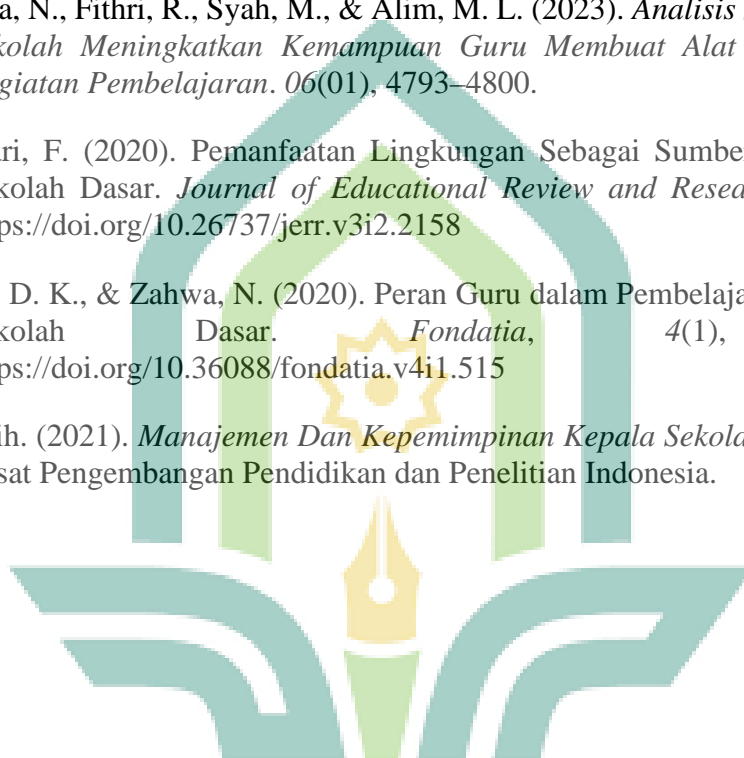 a, N., Fithri, R., Syah, M., & Alim, M. L. (2023). Analisis
kolah Meningkatkan Kemampuan Guru Membuat Alat
giatan Pembelajaran. 06(01), 4793–4800.
ri, F. (2020). Pemanfaatan Lingkungan Sebagai Sumbe
kolah Dasar. Journal of Educational Review and Resea
ps://doi.org/10.26737/jerr.v3i2.2158
D. K., & Zahwa, N. (2020). Peran Guru dalam Pembelaja
kolah Dasar. Fondatia, 4(1),
ps://doi.org/10.36088/fondatia.v4i1.515
ih. (2021). Manajemen Dan Kepemimpinan Kepala Sekola
sat Pengembangan Pendidikan dan Penelitian Indonesia.